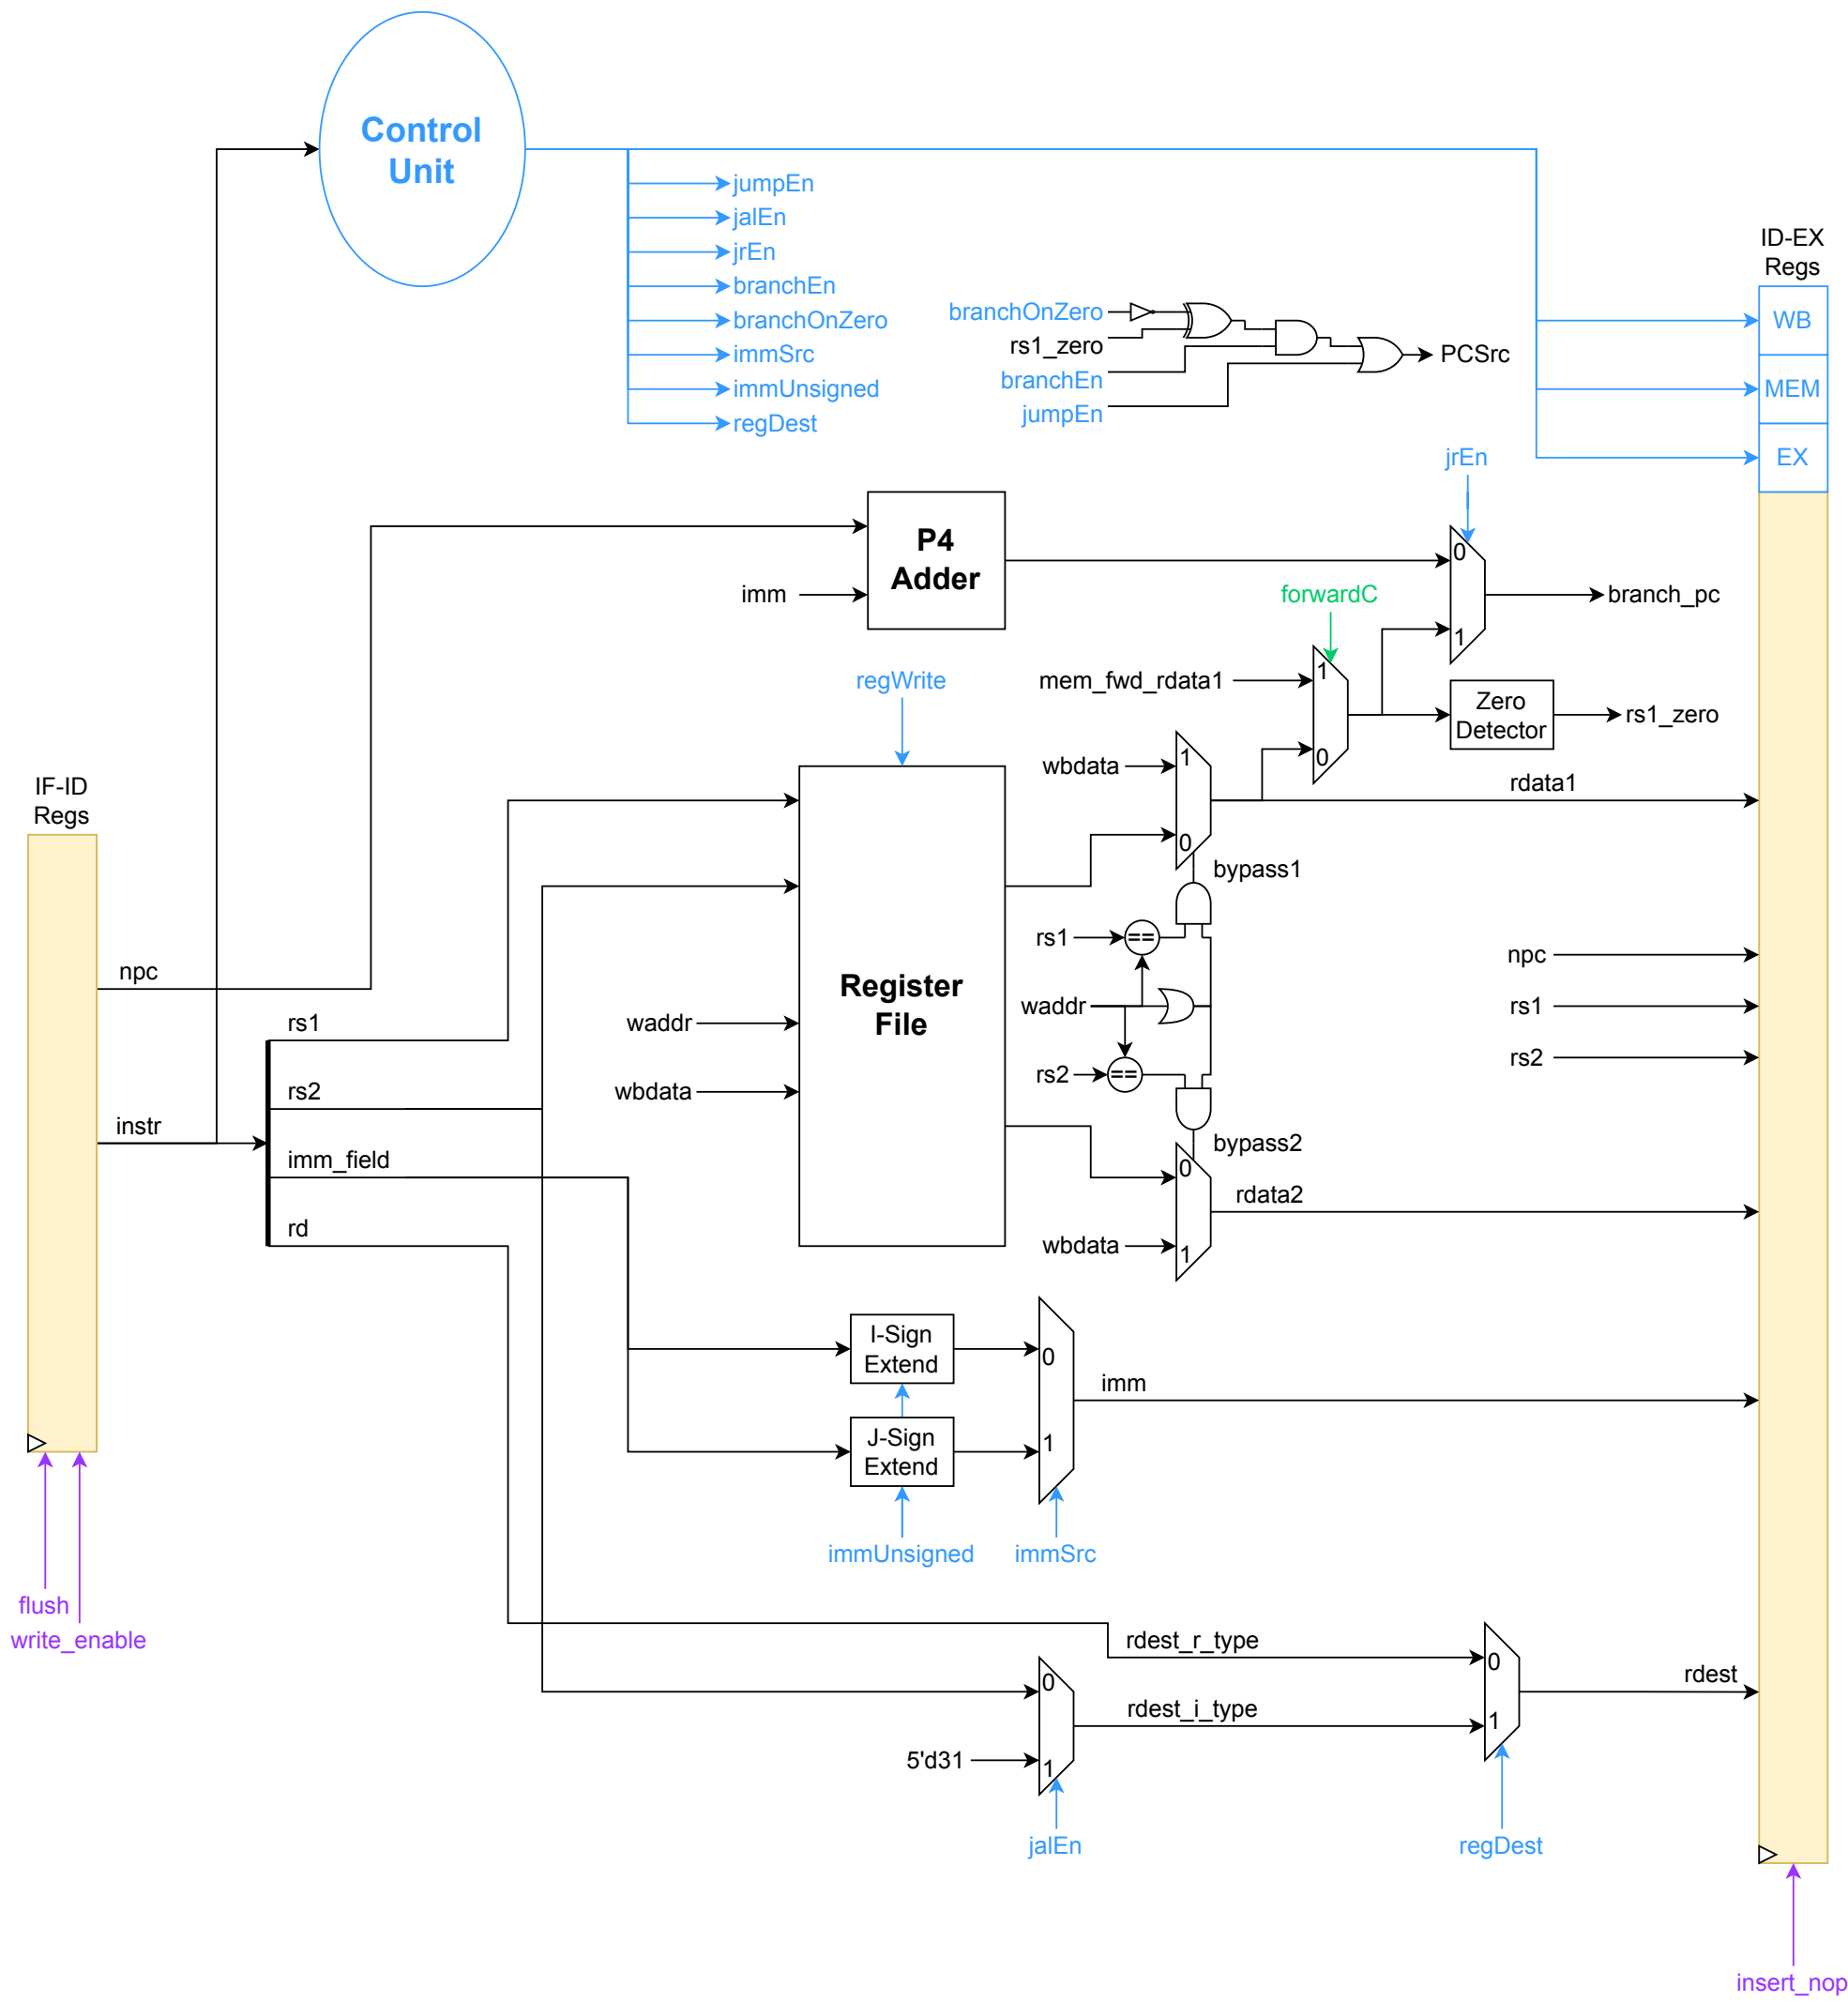 Control
Unit
jumpEn
jalEn
jrEn
branchEn
branchOnZero
immSrc
immUnsigned
regDest
branchOnZero
rs1_zero
branchEn
jumpEn
PCSrc
ID-EX
Regs
WB
MEM
EX
jrEn
P4
Adder
imm
0
1
branch_pc
forwardC
mem_fwd_rdata1
1
0
Zero
Detector
rs1_zero
regWrite
wbdata
1
0
rdata1
bypass1
IF-ID
Regs
npc
rs1
rs2
instr
imm_field
rd
Register
File
waddr
wbdata
rs1
==
waddr
rs2
==
bypass2
0
1
wbdata
rdata2
npc
rs1
rs2
I-Sign
Extend
J-Sign
Extend
0
1
imm
immUnsigned
immSrc
flush
write_enable
rdest_r_type
rdest_i_type
0
1
5'd31
jalEn
0
1
rdest
regDest
insert_nop